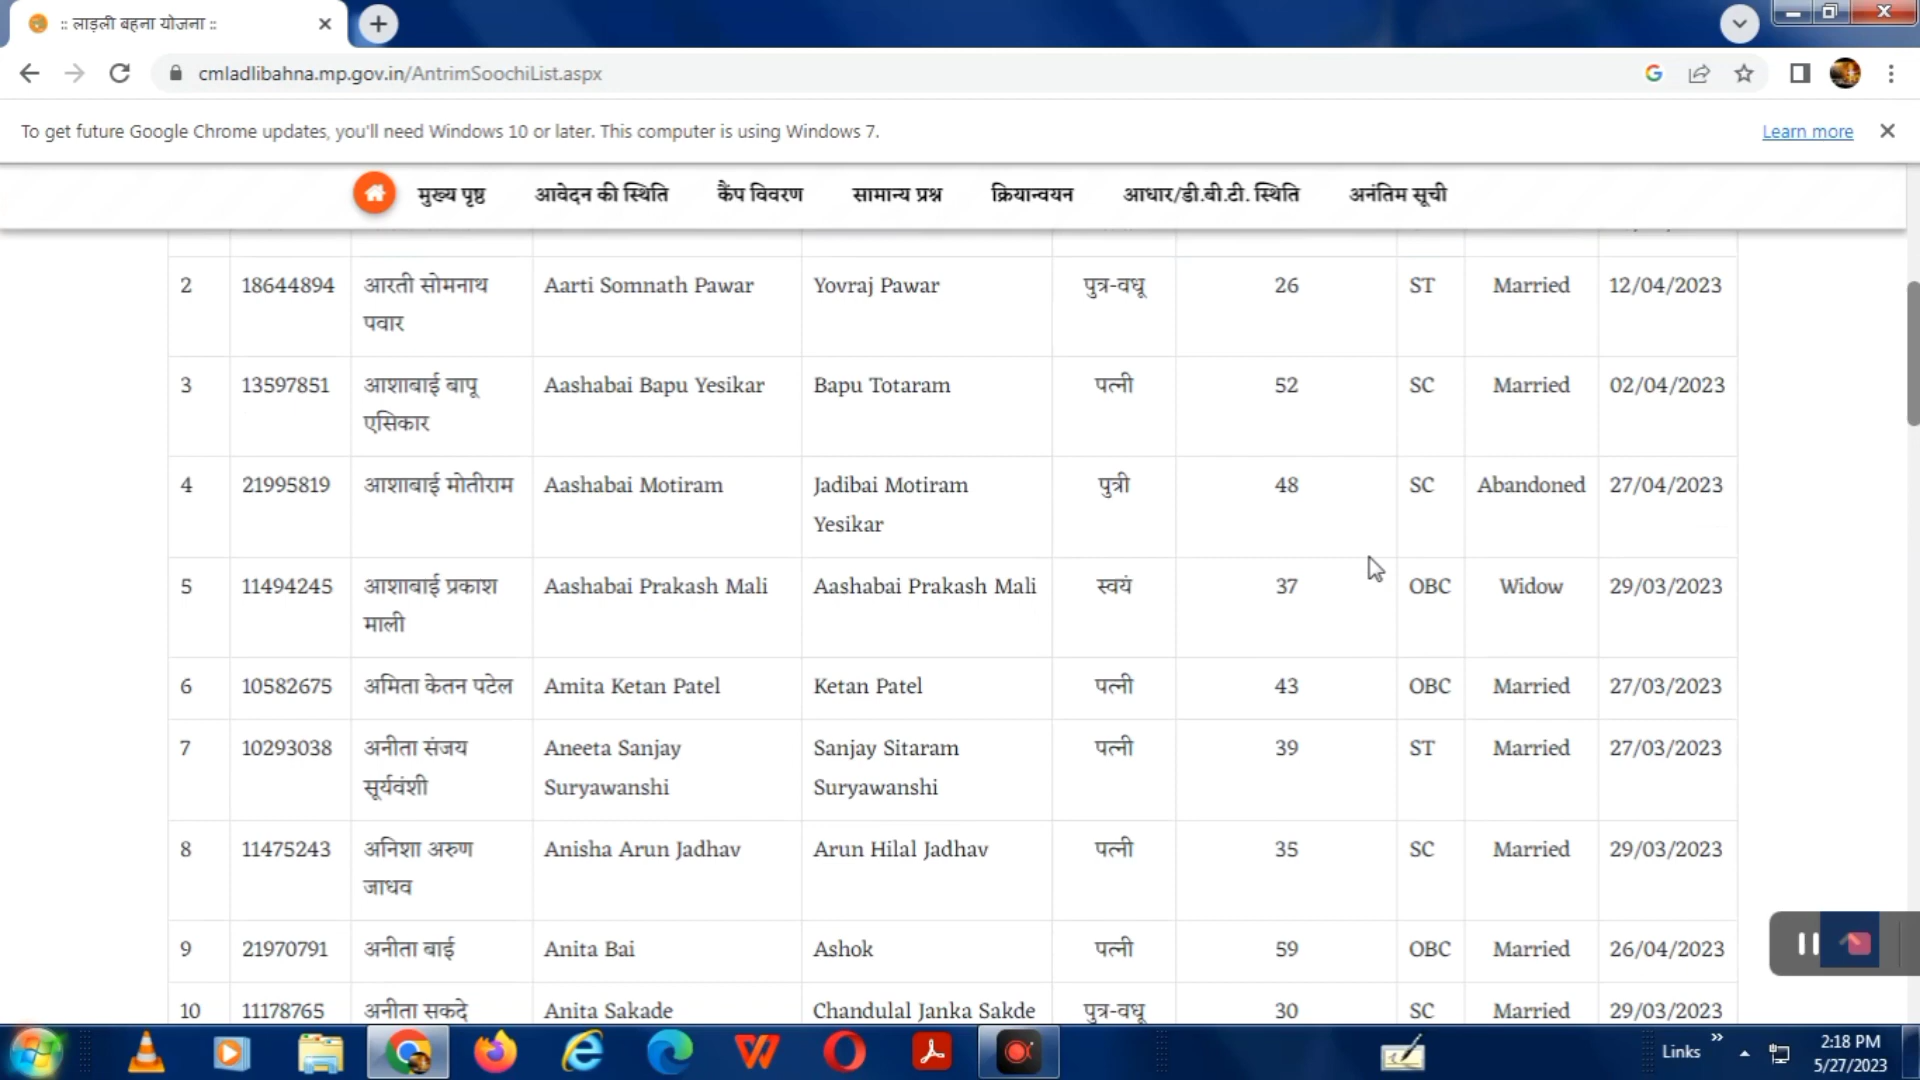 :: लाड़ली बहना योजना ::
cmladlibahna.mp.gov.in/AntrimSoochiList.aspx
To get future Google Chrome updates, you'll need Windows 10 or later. This computer is using Windows 7. Learn more
मुख्य पृष्ठ आवेदन की स्थिति कैंप विवरण सामान्य प्रश्न क्रियान्वयन आधार/डी.बी.टी. स्थिति अनंतिम सूची
2 18644894 आरती सोमनाथ Aarti Somnath Pawar Yovraj Pawar पुत्र-वधू 26 ST Married 12/04/2023
पवार
3 13597851 आशाबाई बापू Aashabai Bapu Yesikar Bapu Totaram पत्नी 52 SC Married 02/04/2023
एसिकार
4 21995819 आशाबाई मोतीराम Aashabai Motiram Jadibai Motiram पुत्री 48 SC Abandoned 27/04/2023
Yesikar
5 11494245 आशाबाई प्रकाश Aashabai Prakash Mali Aashabai Prakash Mali स्वयं 37 OBC Widow 29/03/2023
माली
6 10582675 अमिता केतन पटेल Amita Ketan Patel Ketan Patel पत्नी 43 OBC Married 27/03/2023
7 10293038 अनीता संजय Aneeta Sanjay Sanjay Sitaram पत्नी 39 ST Married 27/03/2023
सूर्यवंशी Suryawanshi Suryawanshi
8 11475243 अनिशा अरुण Anisha Arun Jadhav Arun Hilal Jadhav पत्नी 35 SC Married 29/03/2023
जाधव
9 21970791 अनीता बाई Anita Bai Ashok पत्नी 59 OBC Married 26/04/2023
10 11178765 अनीता सकदे Anita Sakade Chandulal Janka Sakde पुत्र-वधू 30 SC Married 29/03/2023
Links 2:18 PM
5/27/2023